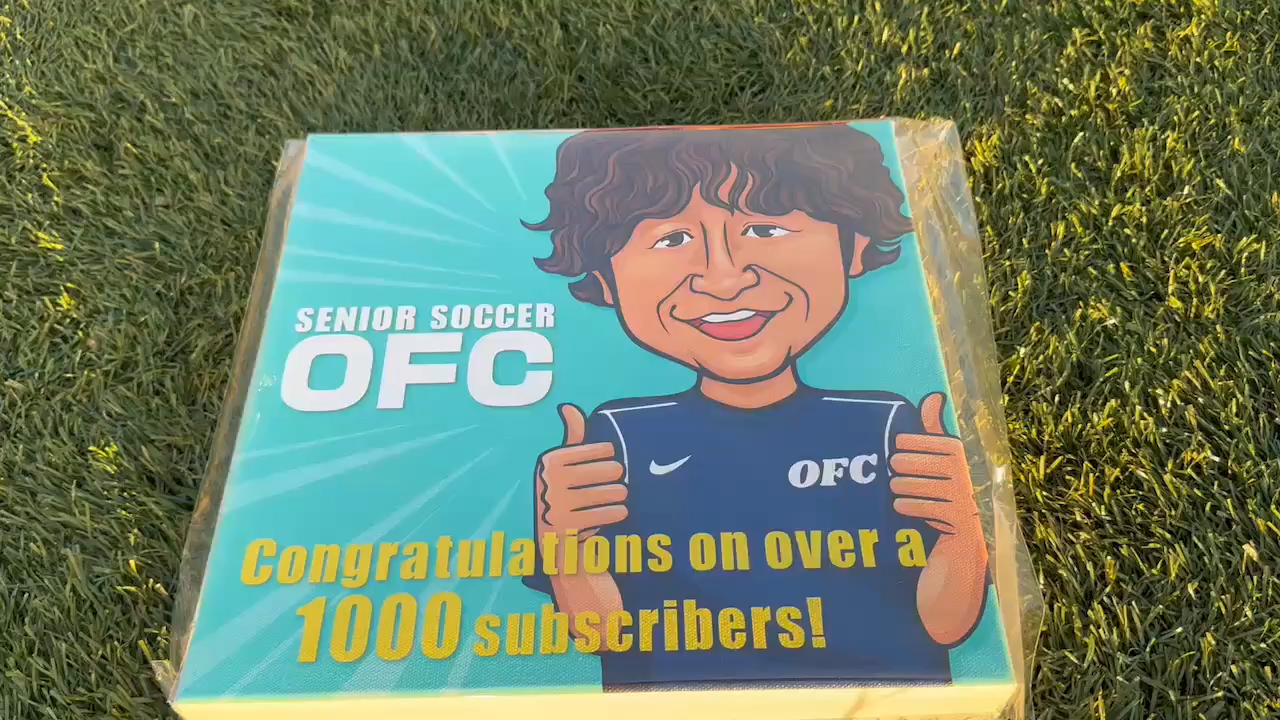 SENIOR SOCCER
OFC
OFC
Congratulations on over a
1000 subscribers!